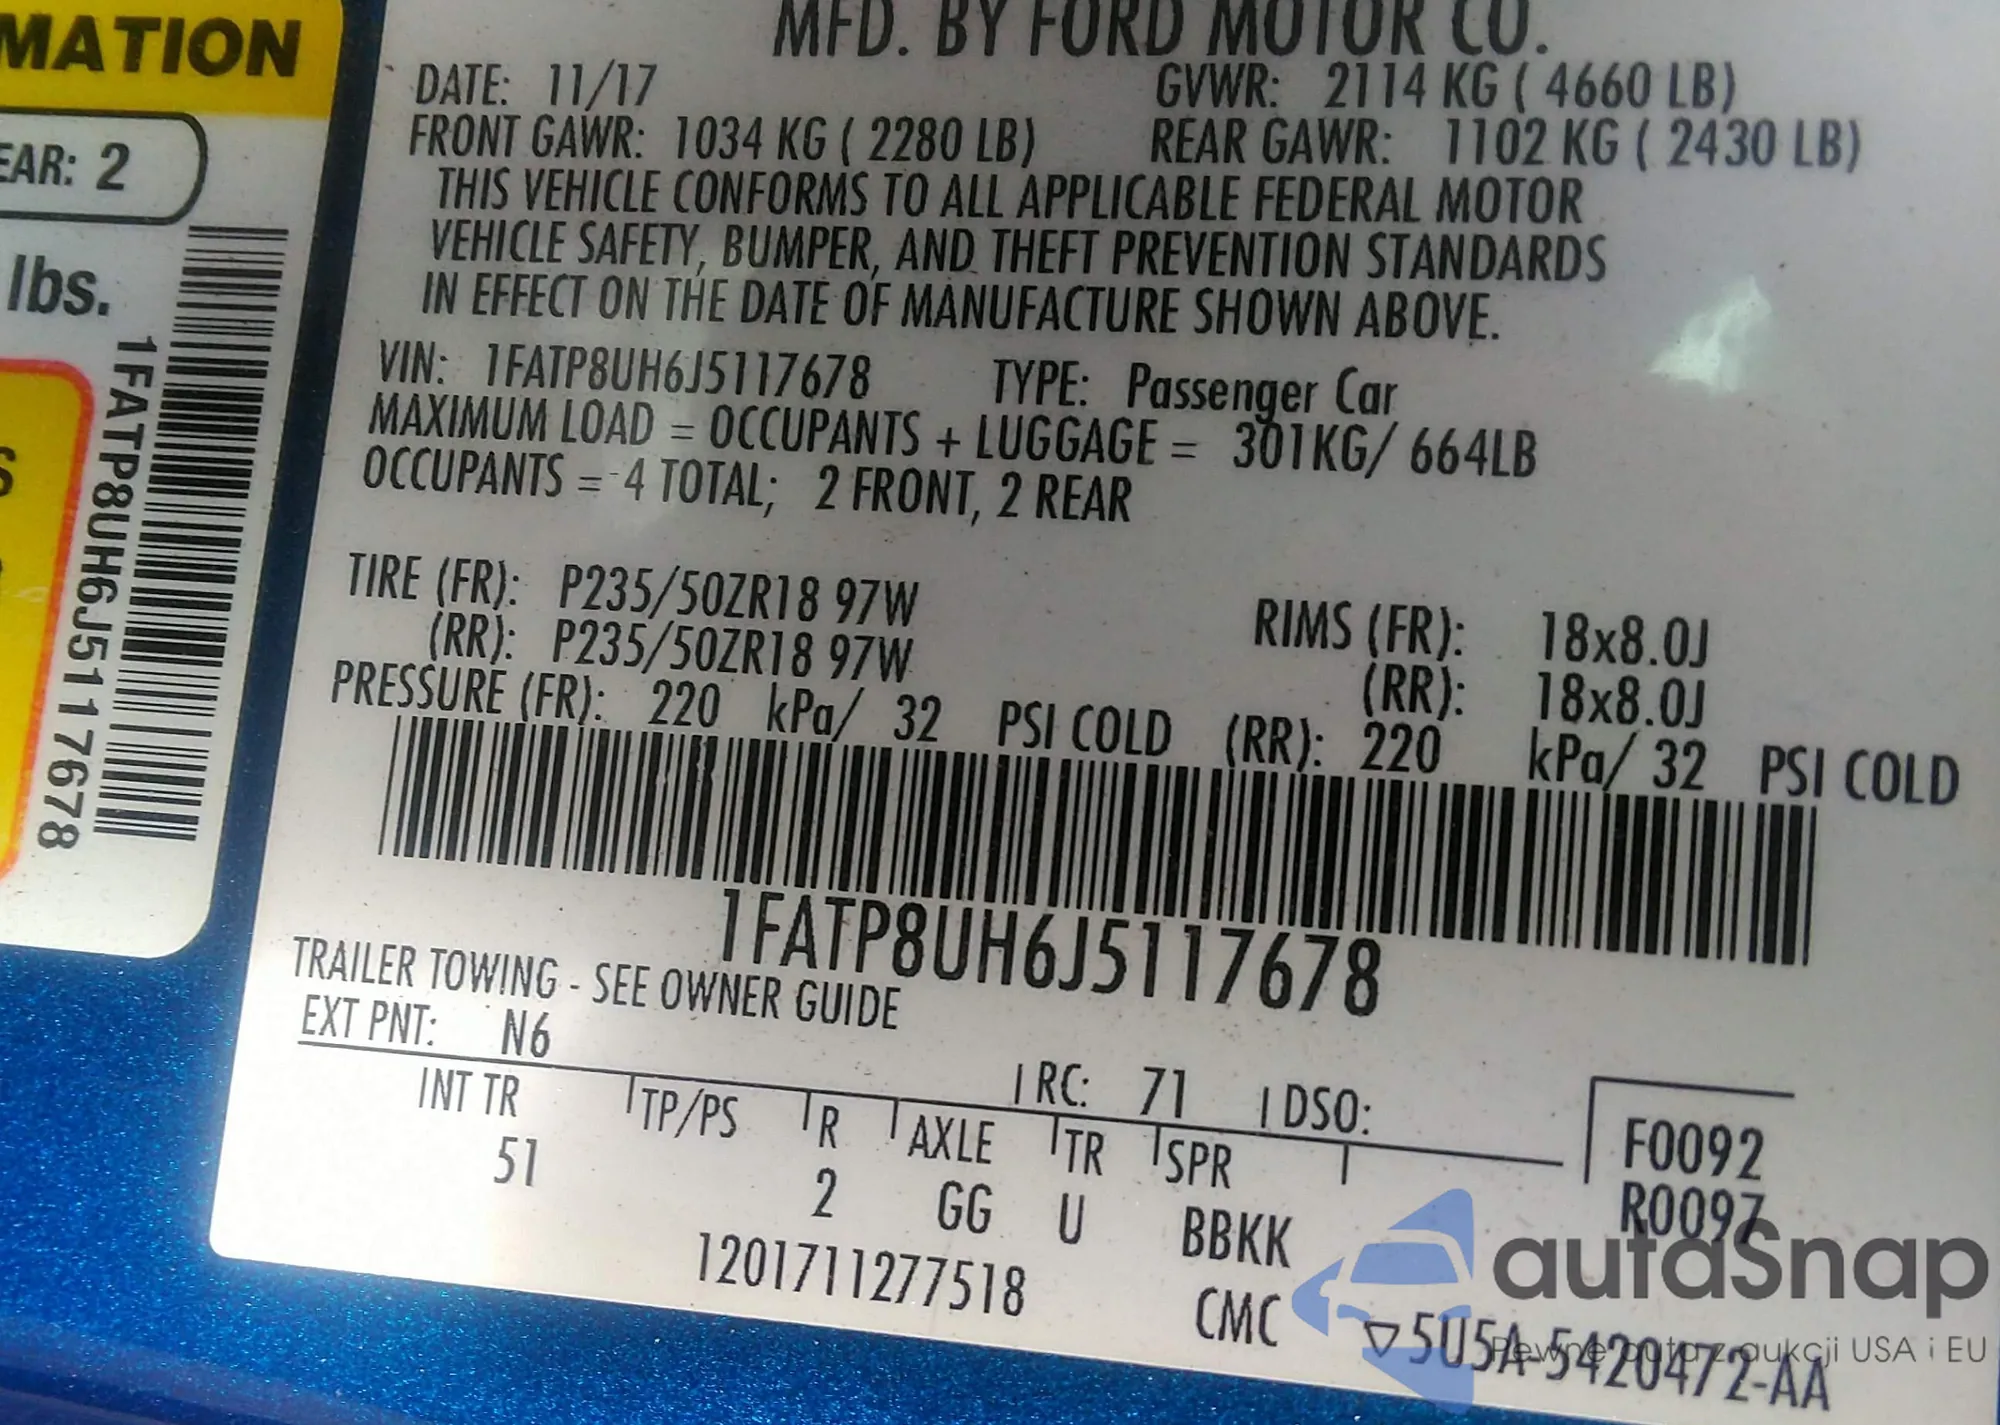 MATION
EAR: 2
lbs.
1FATP8UH6J5117678
S
MFD. BY FORD MOTOR CO.
DATE: 11/17 GVWR: 2114 KG ( 4660 LB)
FRONT GAWR: 1034 KG ( 2280 LB) REAR GAWR: 1102 KG ( 2430 LB)
THIS VEHICLE CONFORMS TO ALL APPLICABLE FEDERAL MOTOR
VEHICLE SAFETY, BUMPER, AND THEFT PREVENTION STANDARDS
IN EFFECT ON THE DATE OF MANUFACTURE SHOWN ABOVE.
VIN: 1FATP8UH6J5117678 TYPE: Passenger Car
MAXIMUM LOAD = OCCUPANTS + LUGGAGE = 301KG/ 664LB
OCCUPANTS = 4 TOTAL; 2 FRONT, 2 REAR
TIRE (FR): P235/50ZR18 97W RIMS (FR): 18x8.0J
(RR): P235/50ZR18 97W (RR): 18x8.0J
PRESSURE (FR): 220 kPa/ 32 PSI COLD (RR): 220 kPa/ 32 PSI COLD
1FATP8UH6J5117678
TRAILER TOWING - SEE OWNER GUIDE
EXT PNT: N6 RC: 71 DSO:
INT TR TP/PS R AXLE TR SPR F0092
51 2 GG U BBKK R0097
1201711277518 CMC ▽5U5A-5420472-AA
autaSnap
Pewne auta z aukcji USA i EU